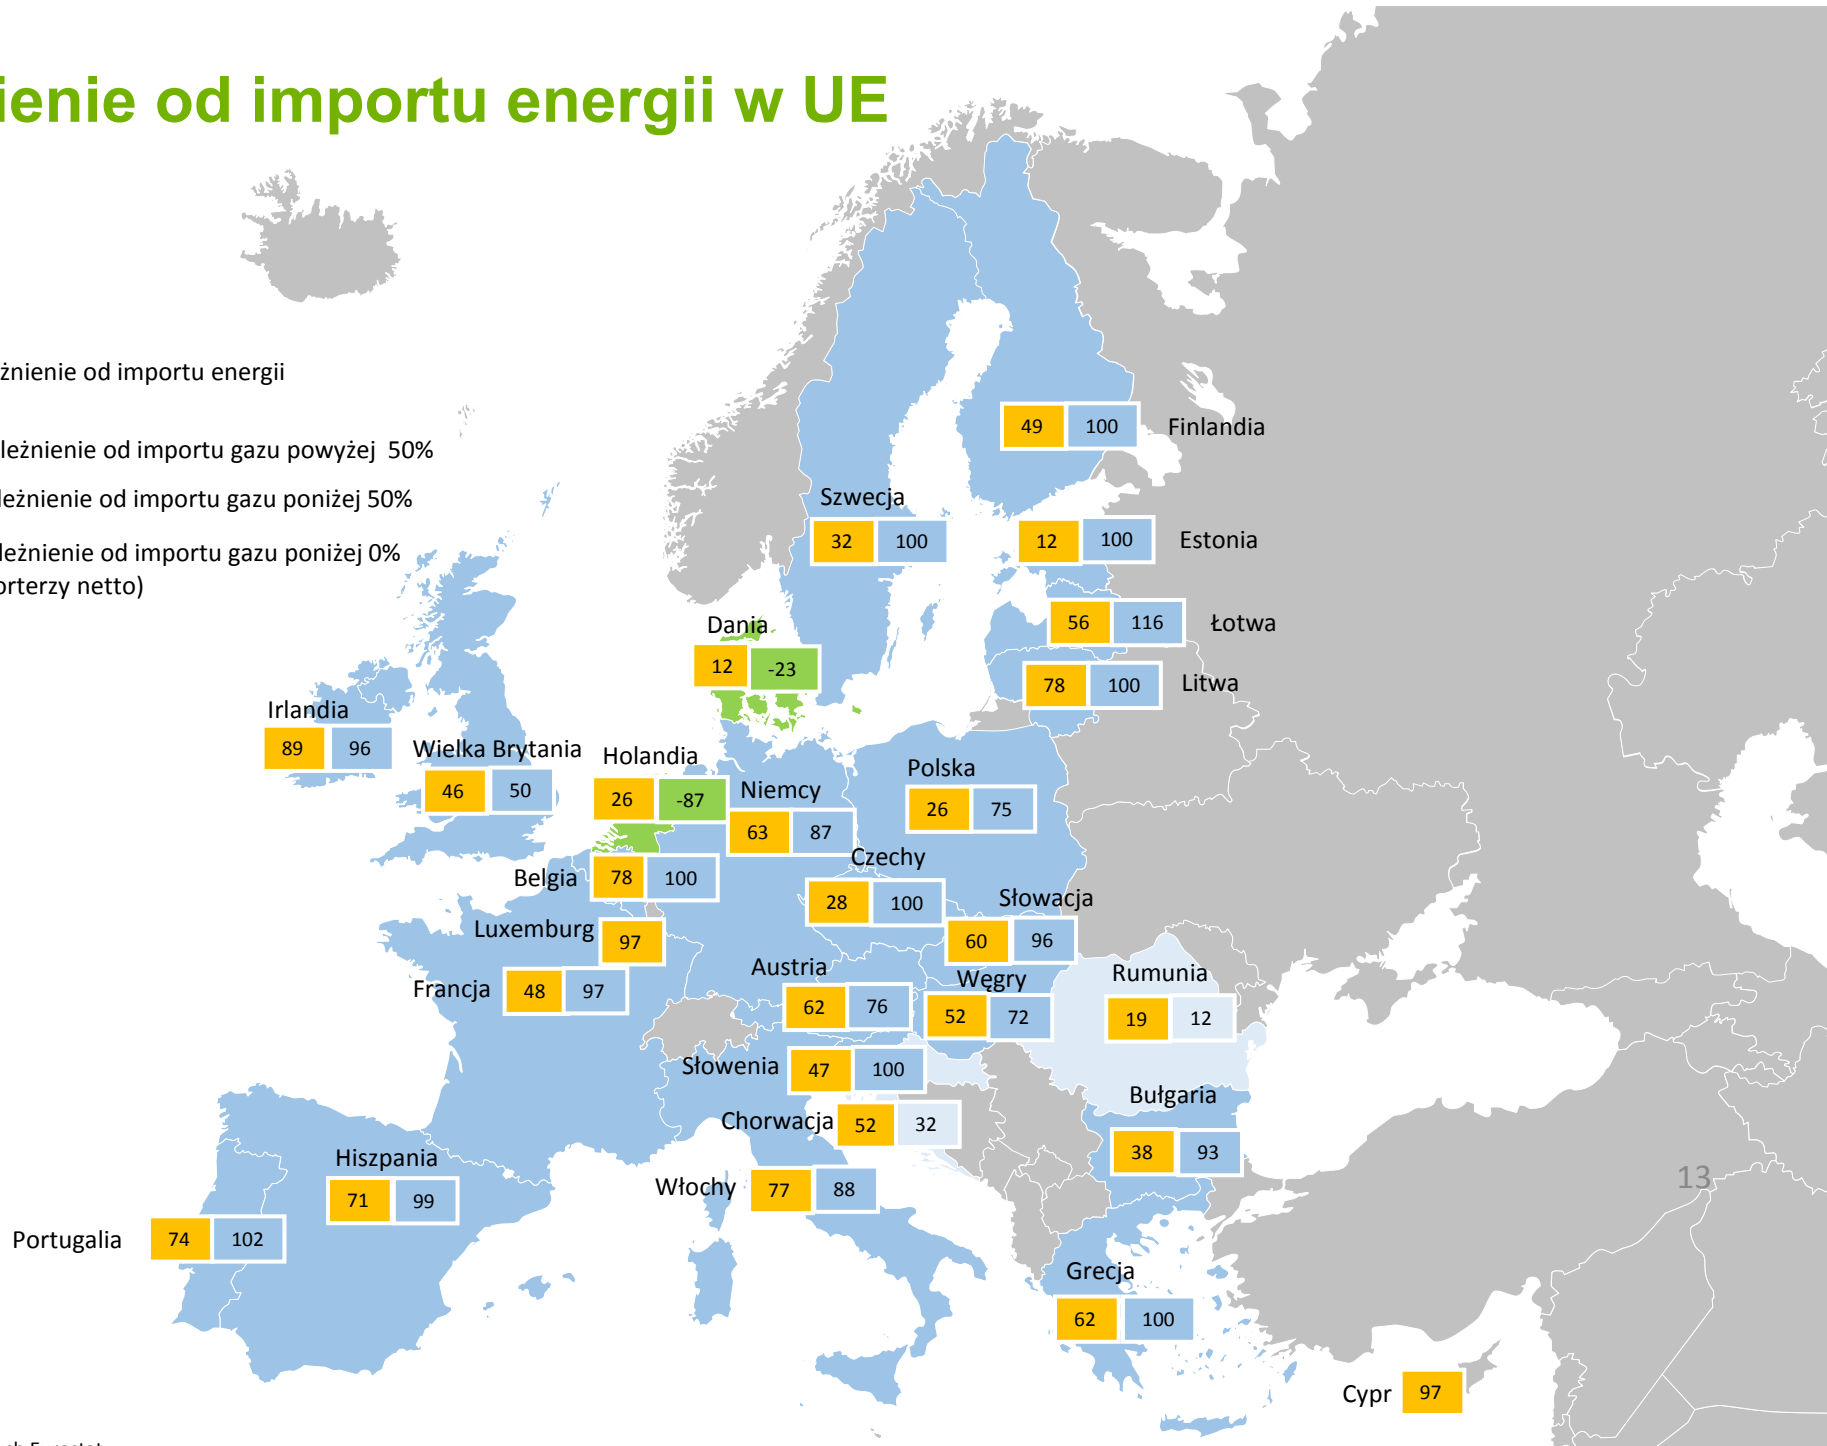 ienie od importu energii w UE
żnienie od importu energii
leżnienie od importu gazu powyżej 50%
leżnienie od importu gazu poniżej 50%
leżnienie od importu gazu poniżej 0%
orterzy netto)
49 100 Finlandia
Szwecja
32 100
12 100 Estonia
56 116 Łotwa
Dania
12 -23
78 100 Litwa
Irlandia
89 96
Wielka Brytania
46 50
Holandia
26 -87
Niemcy
63 87
Polska
26 75
Belgia 78 100
Czechy
28 100
Słowacja
60 96
Luxemburg 97
Francja 48 97
Austria
62 76
Węgry
52 72
Rumunia
19 12
Słowenia 47 100
Chorwacja 52 32
Bułgaria
38 93
Hiszpania
71 99
Włochy 77 88
13
Portugalia 74 102
Grecja
62 100
Cypr 97
ch Eurostat